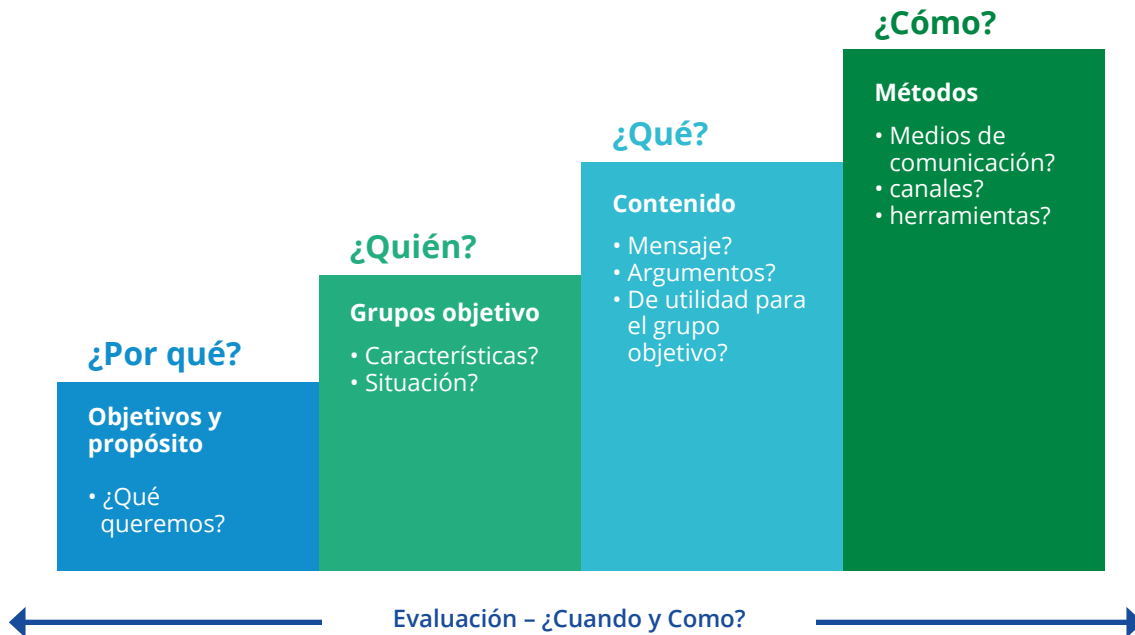 ¿Por qué?
Objetivos y
propósito
• ¿Qué
queremos?
¿Quién?
Grupos objetivo
• Características?
• Situación?
¿Qué?
Contenido
• Mensaje?
• Argumentos?
• De utilidad para
el grupo
objetivo?
¿Cómo?
Métodos
• Medios de
comunicación?
• canales?
• herramientas?
Evaluación – ¿Cuando y Como?